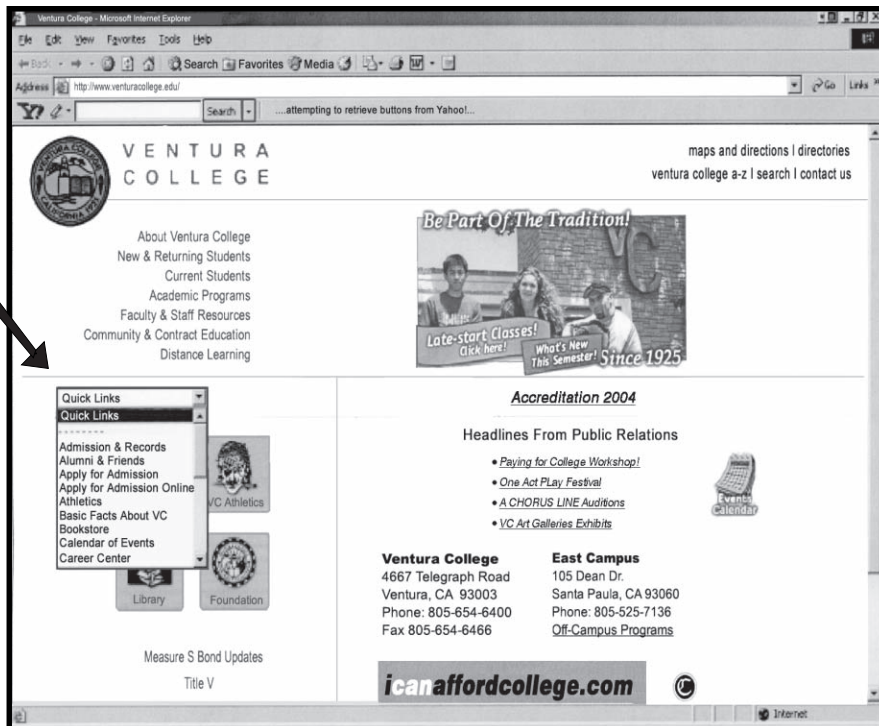 Ventura College - Microsoft Internet Explorer
File Edit View Favorites Tools Help
Back Search Favorites Media W
Address http://www.venturacollege.edu/ Go Links »
Y! Search ....attempting to retrieve buttons from Yahoo!...
VENTURA COLLEGE
CALIFORNIA 1925
VENTURA
COLLEGE
maps and directions | directories
ventura college a-z | search | contact us
About Ventura College
New & Returning Students
Current Students
Academic Programs
Faculty & Staff Resources
Community & Contract Education
Distance Learning
Be Part Of The Tradition!
VC
Late-start Classes!
Click here!
What's New
This Semester!
Since 1925
Quick Links
Quick Links
--------
Admission & Records
Alumni & Friends
Apply for Admission
Apply for Admission Online
Athletics
Basic Facts About VC
Bookstore
Calendar of Events
Career Center
VC Athletics
Library
Foundation
Measure S Bond Updates
Title V
Accreditation 2004
Headlines From Public Relations
• Paying for College Workshop!
• One Act PLay Festival
• A CHORUS LINE Auditions
• VC Art Galleries Exhibits
Events
Calendar
Ventura College
4667 Telegraph Road
Ventura, CA 93003
Phone: 805-654-6400
Fax 805-654-6466
East Campus
105 Dean Dr.
Santa Paula, CA 93060
Phone: 805-525-7136
Off-Campus Programs
icanaffordcollege.com
Internet